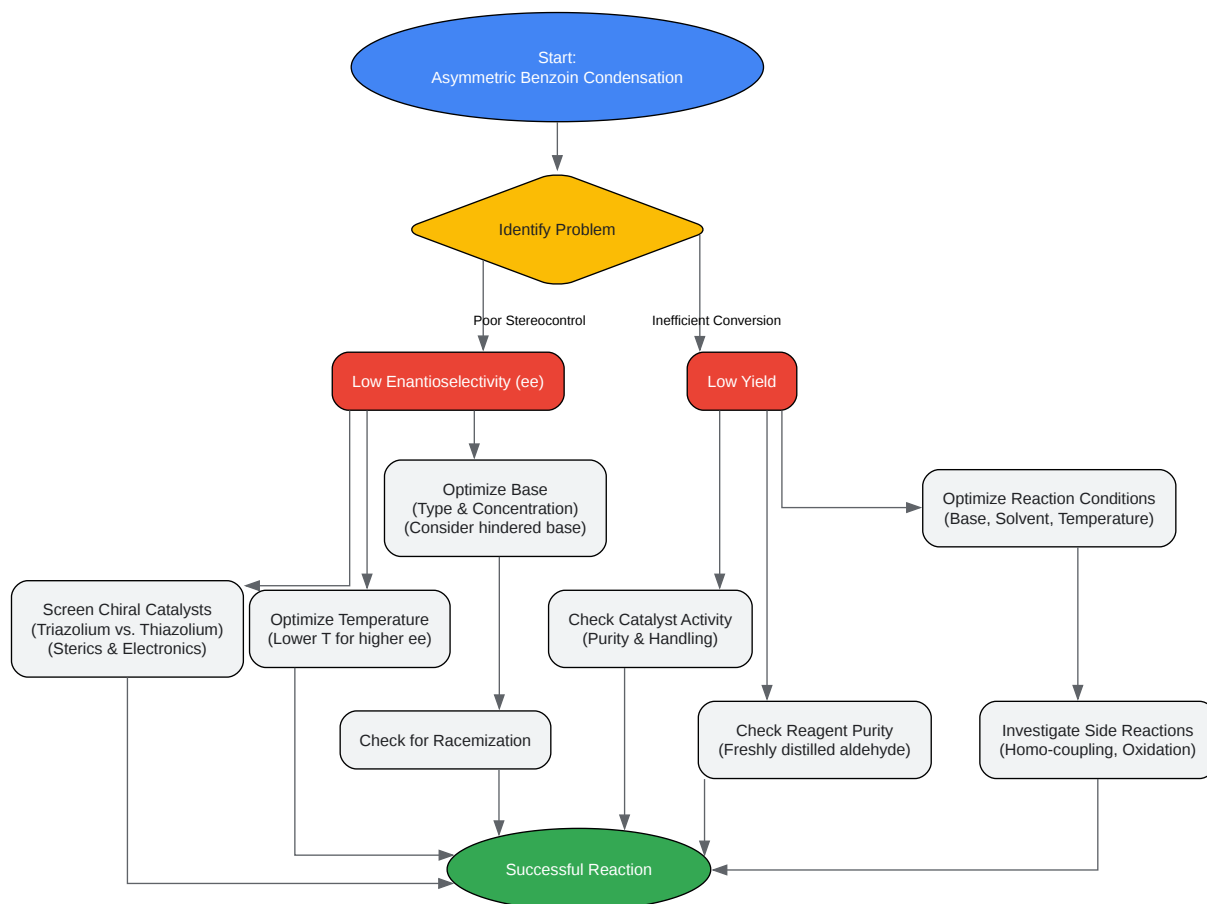 Start:
Asymmetric Benzoin Condensation
Identify Problem
Poor Stereocontrol
Inefficient Conversion
Low Enantioselectivity (ee)
Low Yield
Optimize Base
(Type & Concentration)
(Consider hindered base)
Optimize Reaction Conditions
(Base, Solvent, Temperature)
Screen Chiral Catalysts
(Triazolium vs. Thiazolium)
(Sterics & Electronics)
Optimize Temperature
(Lower T for higher ee)
Check Catalyst Activity
(Purity & Handling)
Check for Racemization
Check Reagent Purity
(Freshly distilled aldehyde)
Investigate Side Reactions
(Homo-coupling, Oxidation)
Successful Reaction